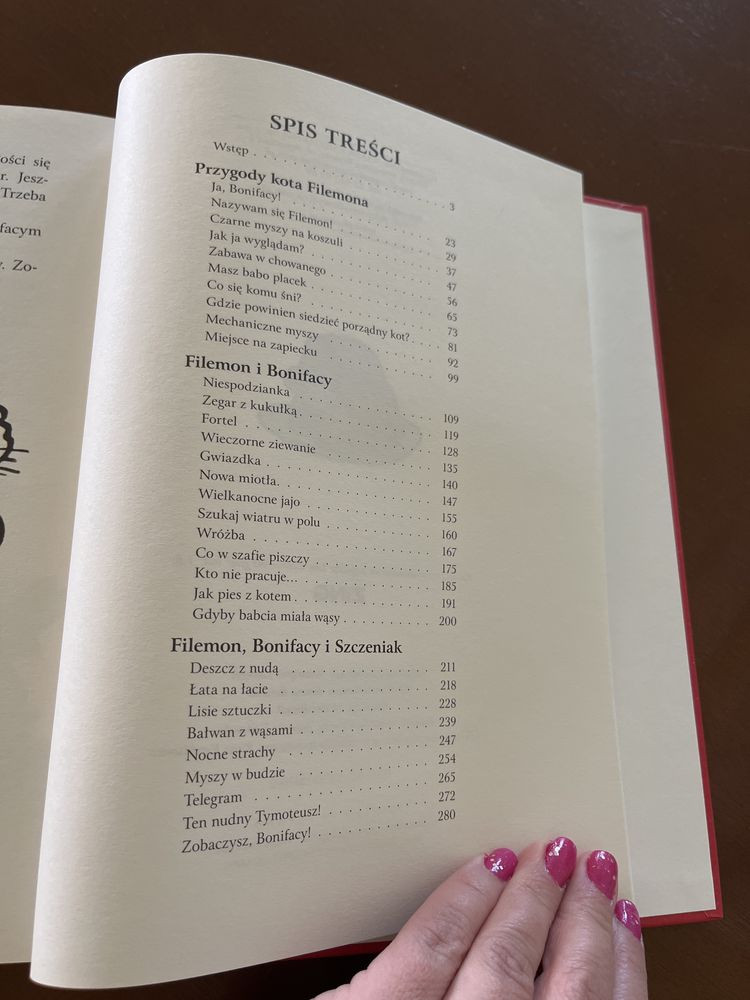 ości się
r. Jesz-
Trzeba
facym
y. Zo-
SPIS TREŚCI
Wstęp . . . . . . . . . . . . . . . . . . 3
Przygody kota Filemona
Ja, Bonifacy! . . . . . . . . . . . . . . 23
Nazywam się Filemon! . . . . . . . . . . 29
Czarne myszy na koszuli . . . . . . . . . 37
Jak ja wyglądam? . . . . . . . . . . . . 47
Zabawa w chowanego . . . . . . . . . . . 56
Masz babo placek . . . . . . . . . . . . 65
Co się komu śni? . . . . . . . . . . . . 73
Gdzie powinien siedzieć porządny kot? . . 81
Mechaniczne myszy . . . . . . . . . . . . 92
Miejsce na zapiecku . . . . . . . . . . . 99
Filemon i Bonifacy
Niespodzianka . . . . . . . . . . . . . . 109
Zegar z kukułką . . . . . . . . . . . . . 119
Fortel . . . . . . . . . . . . . . . . . 128
Wieczorne ziewanie . . . . . . . . . . . 135
Gwiazdka . . . . . . . . . . . . . . . . 140
Nowa miotła . . . . . . . . . . . . . . . 147
Wielkanocne jajo . . . . . . . . . . . . 155
Szukaj wiatru w polu . . . . . . . . . . 160
Wróżba . . . . . . . . . . . . . . . . . 167
Co w szafie piszczy . . . . . . . . . . . 175
Kto nie pracuje... . . . . . . . . . . . 185
Jak pies z kotem . . . . . . . . . . . . 191
Gdyby babcia miała wąsy . . . . . . . . . 200
Filemon, Bonifacy i Szczeniak
Deszcz z nudą . . . . . . . . . . . . . . 211
Łata na łacie . . . . . . . . . . . . . . 218
Lisie sztuczki . . . . . . . . . . . . . 228
Bałwan z wąsami . . . . . . . . . . . . . 239
Nocne strachy . . . . . . . . . . . . . . 247
Myszy w budzie . . . . . . . . . . . . . 254
Telegram . . . . . . . . . . . . . . . . 265
Ten nudny Tymoteusz! . . . . . . . . . . 272
Zobaczysz, Bonifacy! . . . . . . . . . . 280